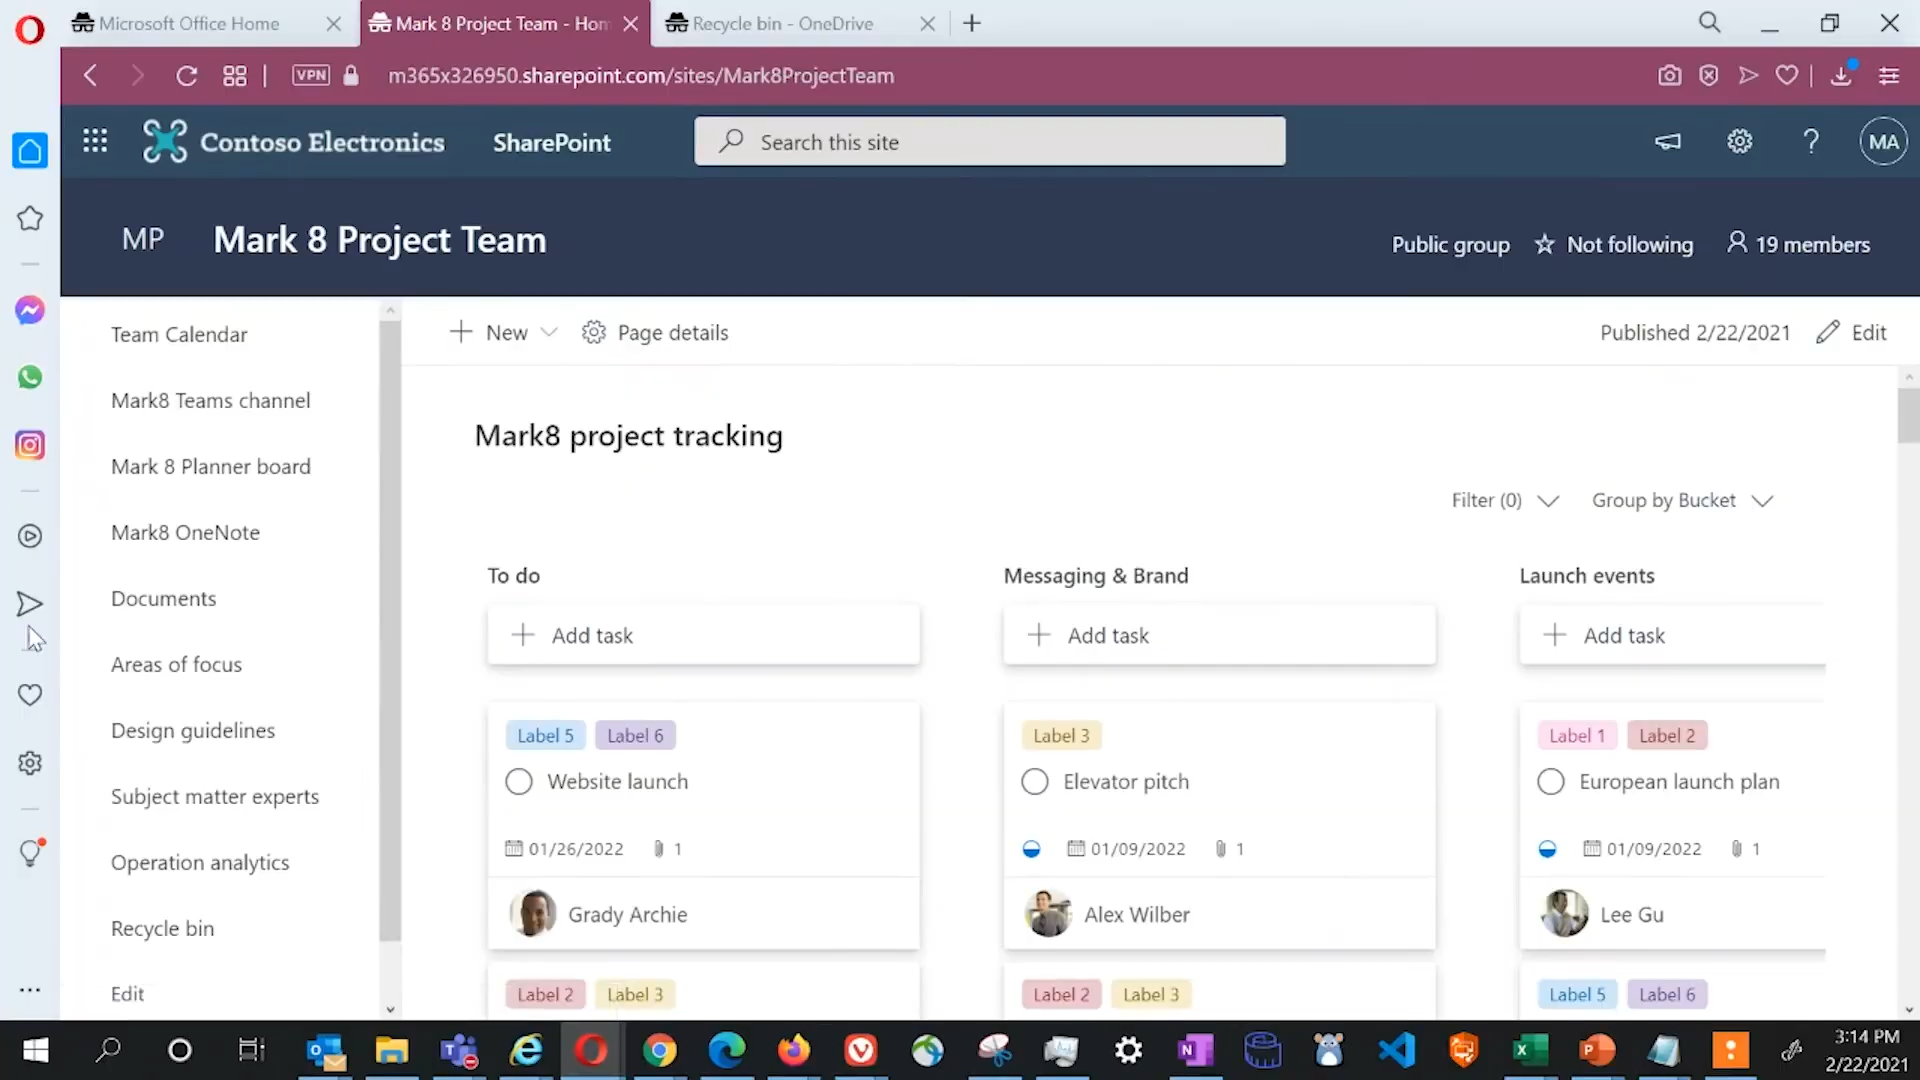 Microsoft Office Home
Mark 8 Project Team - Hom
Recycle bin - OneDrive
VPN
m365x326950.sharepoint.com/sites/Mark8ProjectTeam
Contoso Electronics
SharePoint
Search this site
MA
MP
Mark 8 Project Team
Public group
Not following
19 members
Team Calendar
Mark8 Teams channel
Mark 8 Planner board
Mark8 OneNote
Documents
Areas of focus
Design guidelines
Subject matter experts
Operation analytics
Recycle bin
Edit
New
Page details
Published 2/22/2021
Edit
Mark8 project tracking
Filter (0)
Group by Bucket
To do
Messaging & Brand
Launch events
Add task
Add task
Add task
Label 5 Label 6
Website launch
01/26/2022 1
Grady Archie
Label 2 Label 3
Label 3
Elevator pitch
01/09/2022 1
Alex Wilber
Label 2 Label 3
Label 1 Label 2
European launch plan
01/09/2022 1
Lee Gu
Label 5 Label 6
3:14 PM
2/22/2021